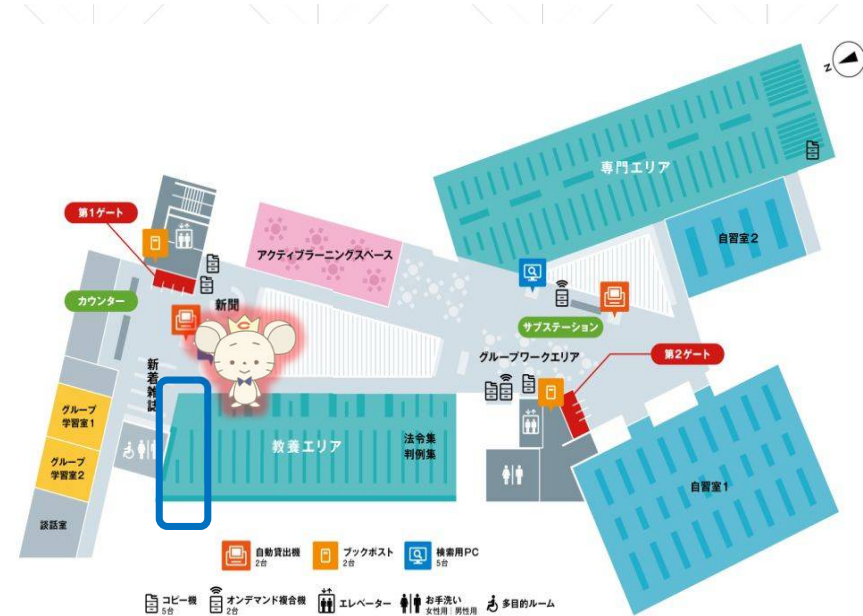 N
専門エリア
第1ゲート
自習室2
アクティブラーニングスペース
カウンター
新聞
サブステーション
グループワークエリア
第2ゲート
新着雑誌
グループ
学習室1
法令集
判例集
教養エリア
グループ
学習室2
自習室1
談話室
自動貸出機
2台
ブックポスト
2台
検索用PC
5台
コピー機
5台
オンデマンド複合機
2台
エレベーター
お手洗い
女性用｜男性用
多目的ルーム